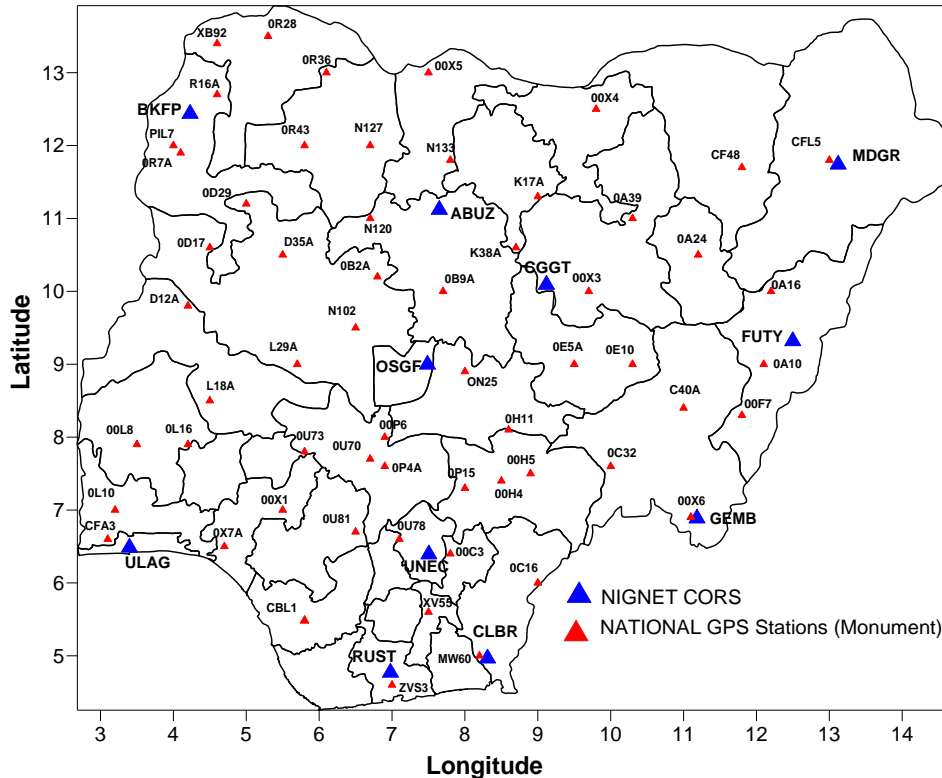 0R28
XB92
0R36
00X5
R16A
00X4
BKFP
PIL7
0R43
N127
N133
CF48
CFL5
MDGR
0R7A
K17A
0D29
0A39
ABUZ
N120
0D17
D35A
K38A
0A24
0B2A
CGGT
00X3
0B9A
0A16
D12A
N102
FUTY
L29A
OSGF
0E5A
0E10
0A10
ON25
L18A
C40A
00F7
00L8
0L16
0U73
00P6
0H11
0U70
0P4A
0P15
00H5
0C32
00H4
0L10
00X1
00X6
GEMB
CFA3
0X7A
0U81
0U78
ULAG
UNEC
00C3
0C16
CBL1
XV55
CLBR
RUST
MW60
ZVS3
NIGNET CORS
NATIONAL GPS Stations (Monument)
13
12
11
10
9
8
7
6
5
Latitude
3 4 5 6 7 8 9 10 11 12 13 14
Longitude